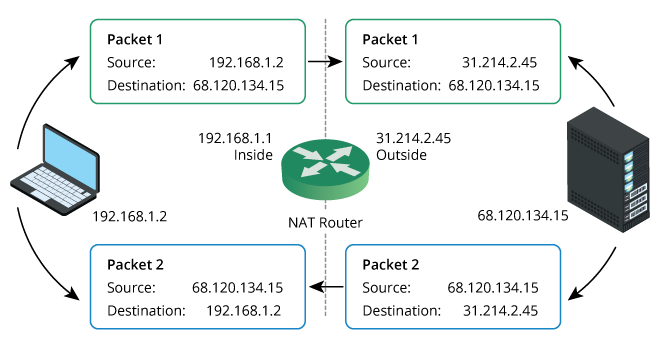 Packet 1
Source: 192.168.1.2
Destination: 68.120.134.15
Packet 1
Source: 31.214.2.45
Destination: 68.120.134.15
192.168.1.1
Inside
31.214.2.45
Outside
192.168.1.2
NAT Router
68.120.134.15
Packet 2
Source: 68.120.134.15
Destination: 192.168.1.2
Packet 2
Source: 68.120.134.15
Destination: 31.214.2.45